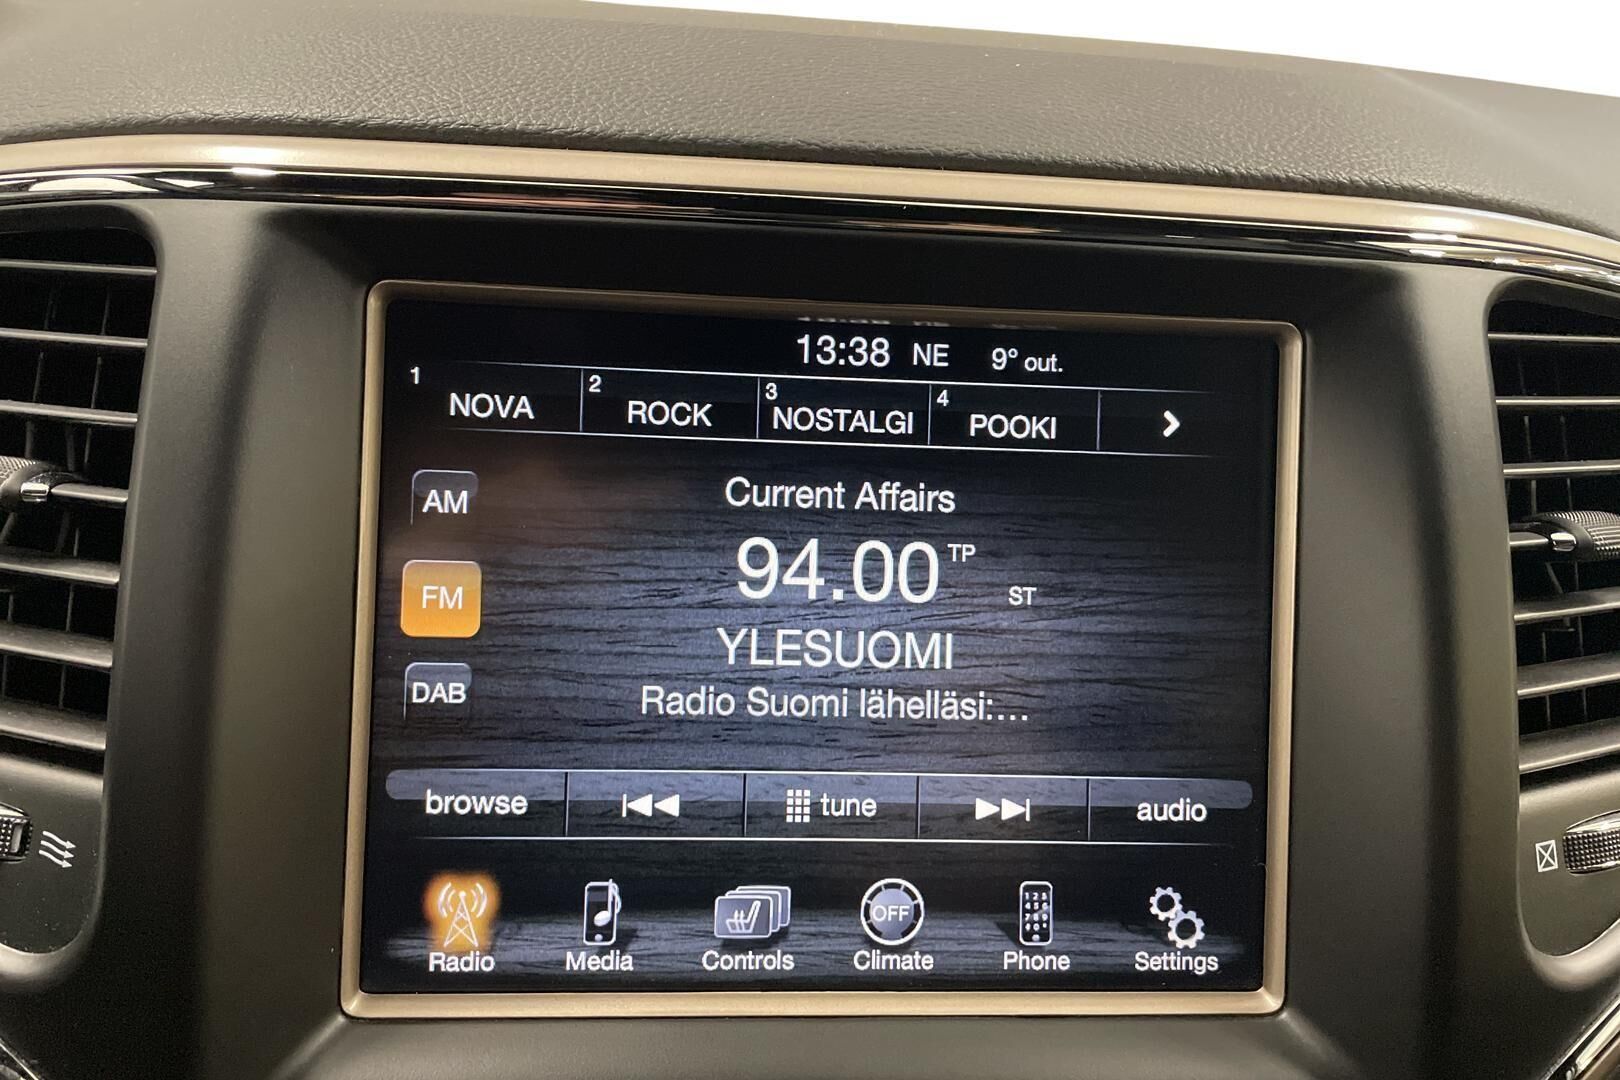 13:38 NE 9° out.
1 NOVA 2 ROCK 3 NOSTALGI 4 POOKI
AM
Current Affairs
94.00 TP
FM
ST
YLESUOMI
DAB
Radio Suomi lähelläsi:...
browse tune audio
OFF
Radio Media Controls Climate Phone Settings